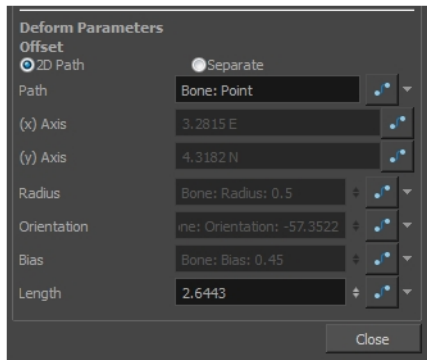 Deform Parameters
Offset
2D Path Separate
Path Bone: Point
(x) Axis 3.2815 E
(y) Axis 4.3182 N
Radius Bone: Radius: 0.5
Orientation ne: Orientation: -57.3522
Bias Bone: Bias: 0.45
Length 2.6443
Close